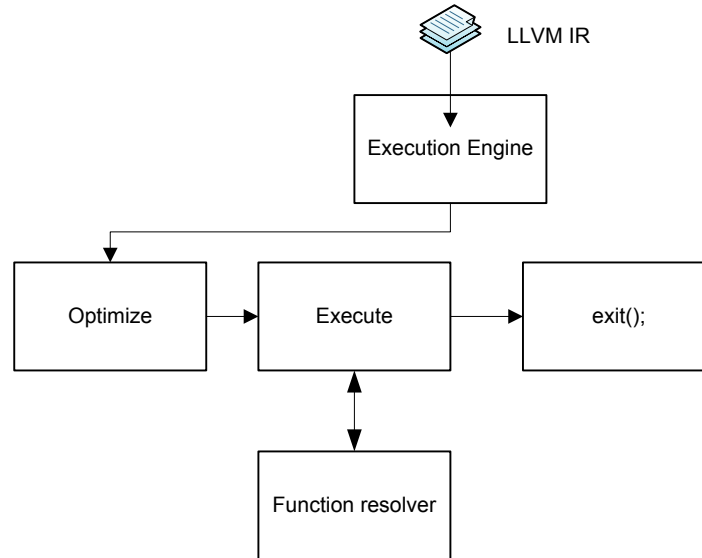 LLVM IR
Execution Engine
Optimize
Execute
exit();
Function resolver